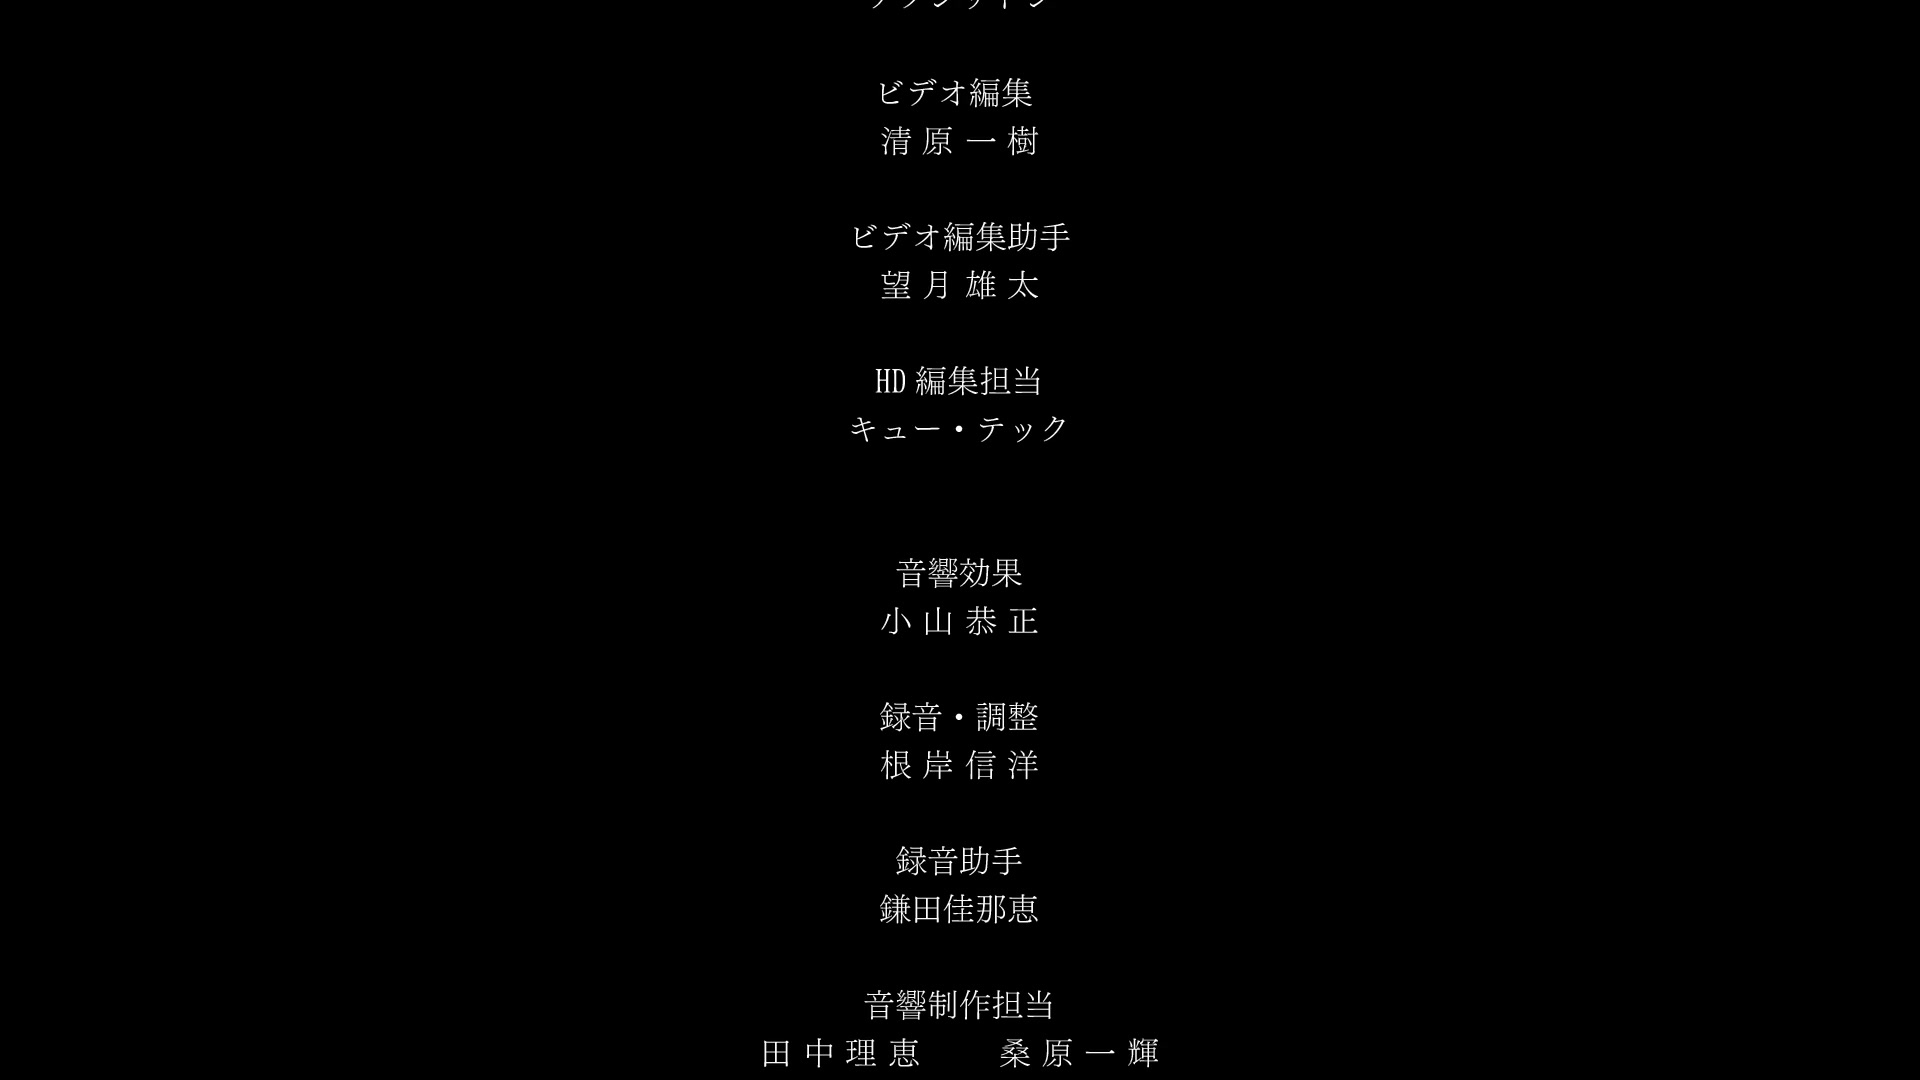 ビデオ編集
清原一樹
ビデオ編集助手
望月雄太
HD編集担当
キュー・テック
音響効果
小山恭正
録音・調整
根岸信洋
録音助手
鎌田佳那恵
音響制作担当
田中理恵　桑原一輝